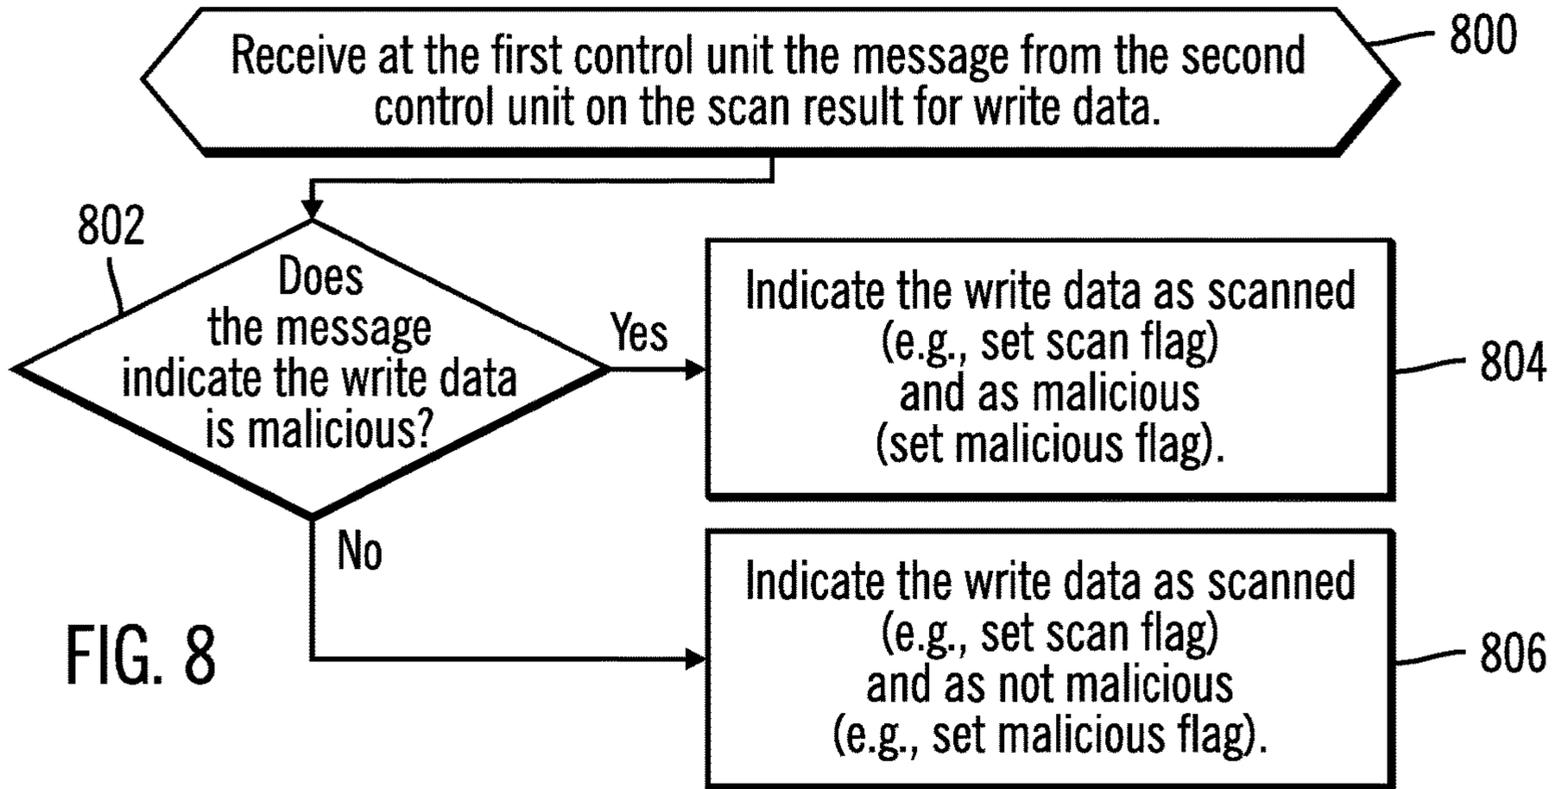 Receive at the first control unit the message from the second
control unit on the scan result for write data.
800
802
Does
the message
indicate the write data
is malicious?
Yes
Indicate the write data as scanned
(e.g., set scan flag)
and as malicious
(set malicious flag).
804
No
Indicate the write data as scanned
(e.g., set scan flag)
and as not malicious
(e.g., set malicious flag).
806
FIG. 8